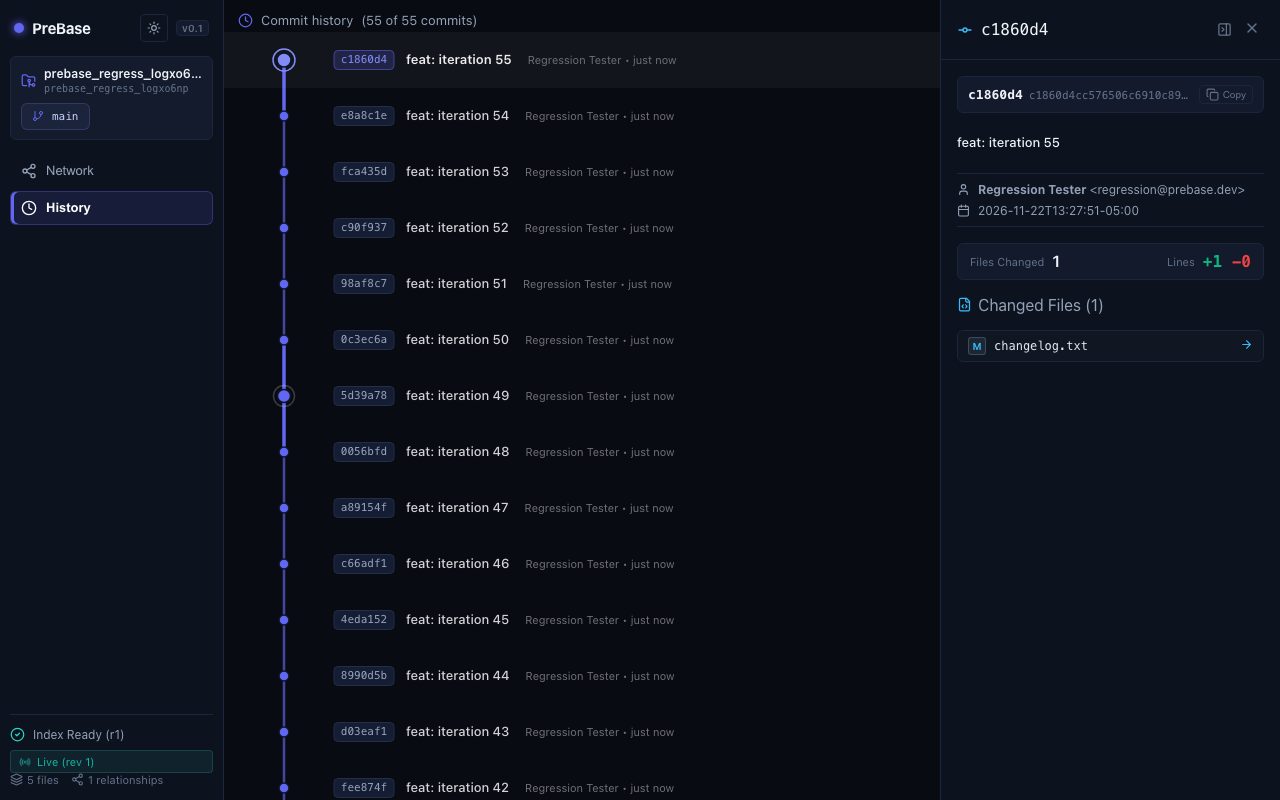 PreBase
v0.1
prebase_regress_logxo6...
prebase_regress_logxo6np
main
Network
History
Index Ready (r1)
Live (rev 1)
5 files 1 relationships
Commit history (55 of 55 commits)
c1860d4 feat: iteration 55 Regression Tester • just now
e8a8c1e feat: iteration 54 Regression Tester • just now
fca435d feat: iteration 53 Regression Tester • just now
c90f937 feat: iteration 52 Regression Tester • just now
98af8c7 feat: iteration 51 Regression Tester • just now
0c3ec6a feat: iteration 50 Regression Tester • just now
5d39a78 feat: iteration 49 Regression Tester • just now
0056bfd feat: iteration 48 Regression Tester • just now
a89154f feat: iteration 47 Regression Tester • just now
c66adf1 feat: iteration 46 Regression Tester • just now
4eda152 feat: iteration 45 Regression Tester • just now
8990d5b feat: iteration 44 Regression Tester • just now
d03eaf1 feat: iteration 43 Regression Tester • just now
fee874f feat: iteration 42 Regression Tester • just now
c1860d4
c1860d4 c1860d4cc576506c6910c89… Copy
feat: iteration 55
Regression Tester <regression@prebase.dev>
2026-11-22T13:27:51-05:00
Files Changed 1 Lines +1 −0
Changed Files (1)
M changelog.txt